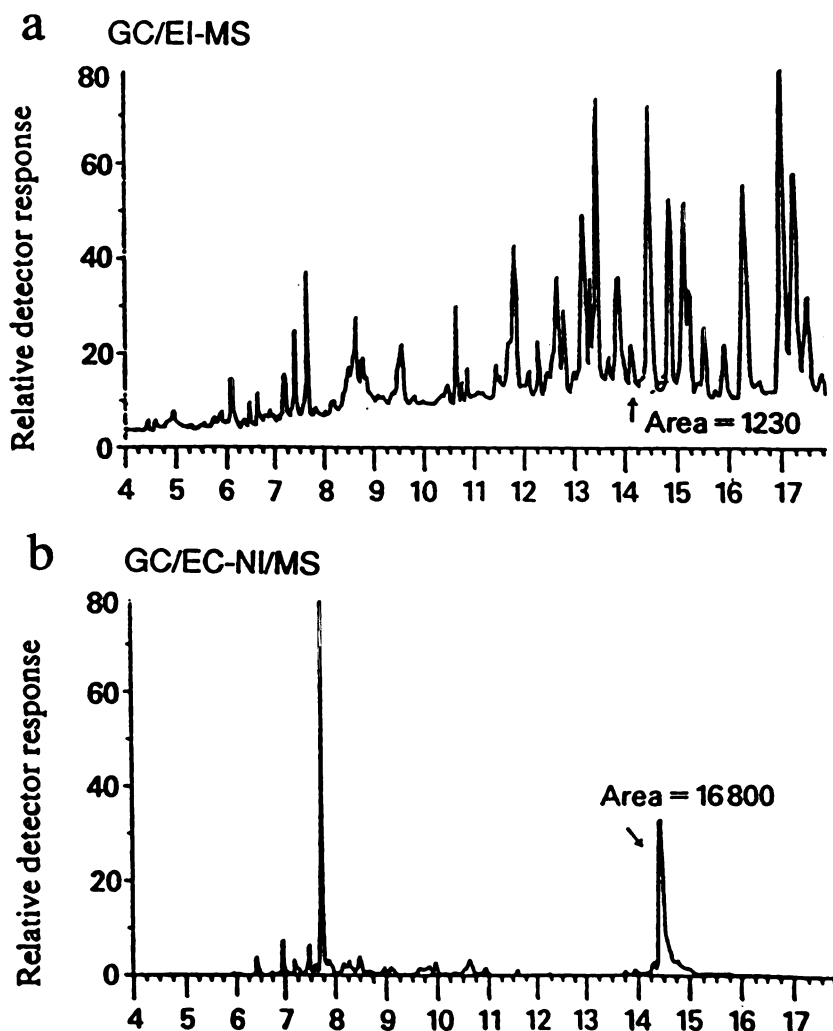 a GC/EI-MS
Relative detector response
80
60
40
20
0
Area = 1230
4 5 6 7 8 9 10 11 12 13 14 15 16 17
b GC/EC-NI/MS
Relative detector response
80
60
40
20
0
Area = 16800
4 5 6 7 8 9 10 11 12 13 14 15 16 17